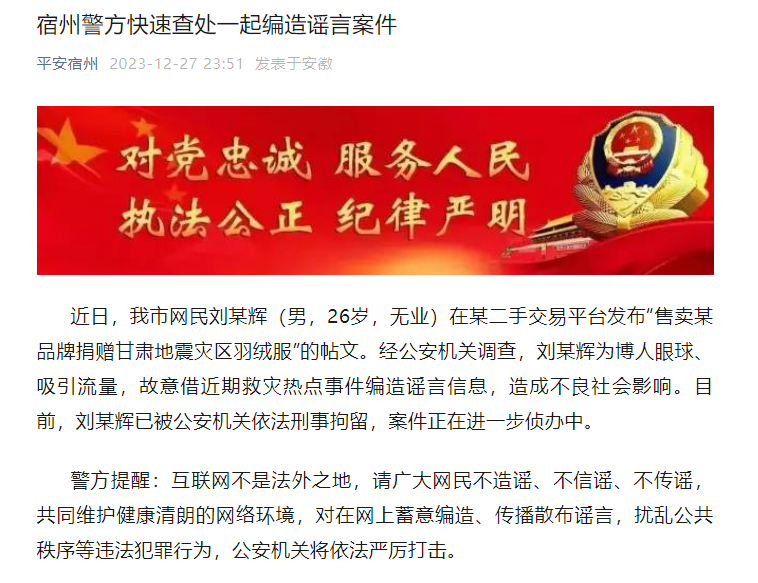 宿州警方快速查处一起编造谣言案件
平安宿州 2023-12-27 23:51 发表于安徽
对党忠诚 服务人民
执法公正 纪律严明
近日，我市网民刘某辉（男，26岁，无业）在某二手交易平台发布“售卖某
品牌捐赠甘肃地震灾区羽绒服”的帖文。经公安机关调查，刘某辉为博人眼球、
吸引流量，故意借近期救灾热点事件编造谣言信息，造成不良社会影响。目
前，刘某辉已被公安机关依法刑事拘留，案件正在进一步侦办中。
警方提醒：互联网不是法外之地，请广大网民不造谣、不信谣、不传谣，
共同维护健康清朗的网络环境，对在网上蓄意编造、传播散布谣言，扰乱公共
秩序等违法犯罪行为，公安机关将依法严厉打击。